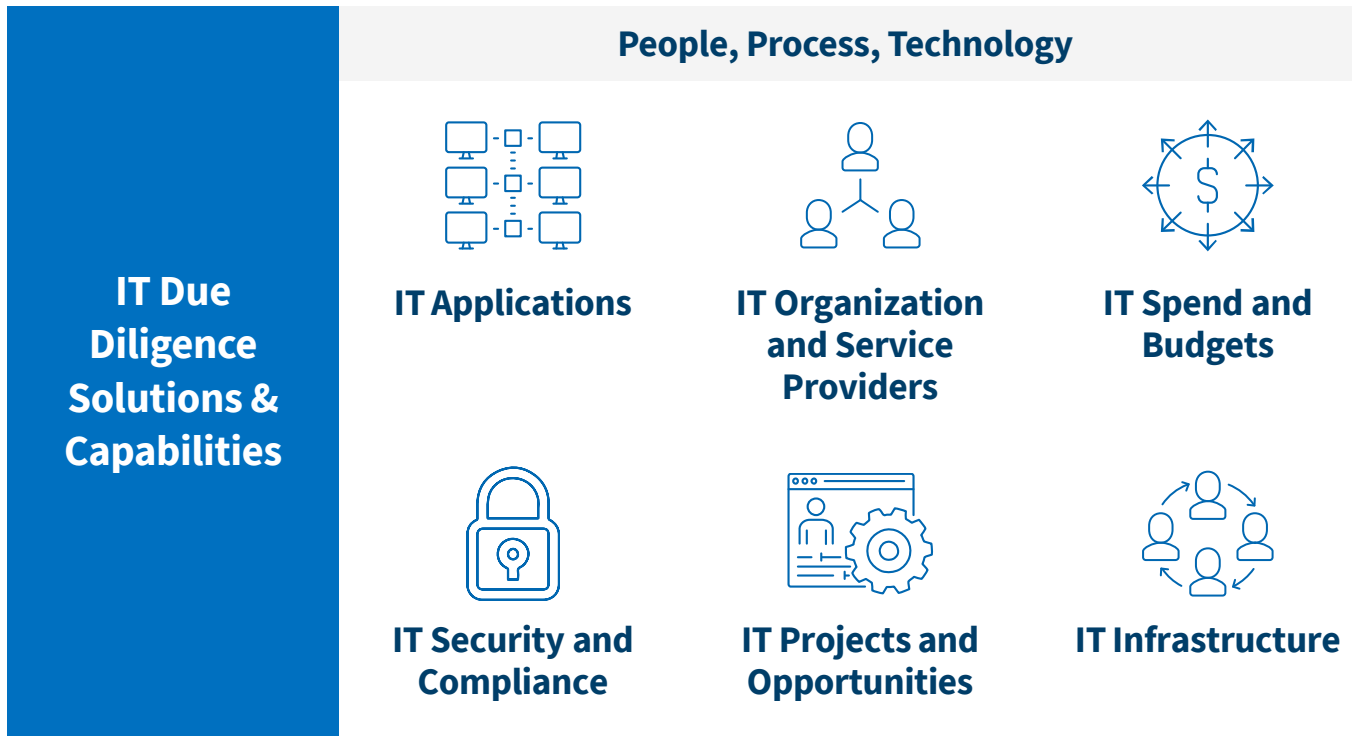 People, Process, Technology
IT Due
Diligence
Solutions &
Capabilities
IT Applications
IT Organization
and Service
Providers
$
IT Spend and
Budgets
IT Security and
Compliance
IT Projects and
Opportunities
IT Infrastructure